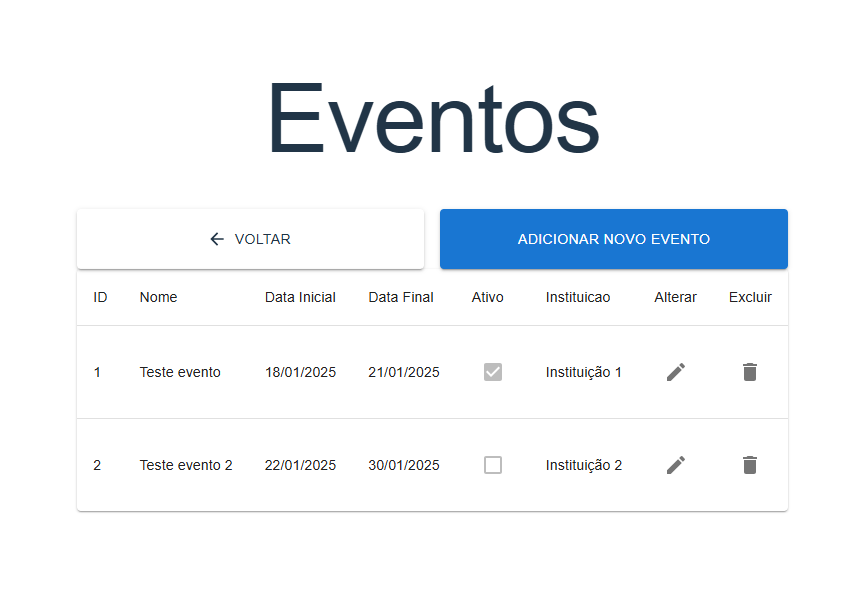 Eventos
VOLTAR
ADICIONAR NOVO EVENTO
ID Nome Data Inicial Data Final Ativo Instituicao Alterar Excluir
1 Teste evento 18/01/2025 21/01/2025 Instituição 1
2 Teste evento 2 22/01/2025 30/01/2025 Instituição 2